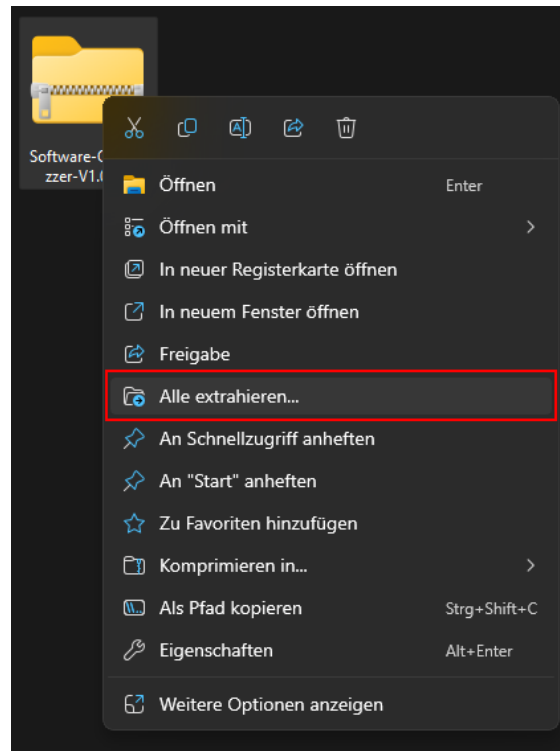 Software-
zzer-V1.
Öffnen Enter
Öffnen mit
In neuer Registerkarte öffnen
In neuem Fenster öffnen
Freigabe
Alle extrahieren...
An Schnellzugriff anheften
An "Start" anheften
Zu Favoriten hinzufügen
Komprimieren in...
Als Pfad kopieren Strg+Shift+C
Eigenschaften Alt+Enter
Weitere Optionen anzeigen